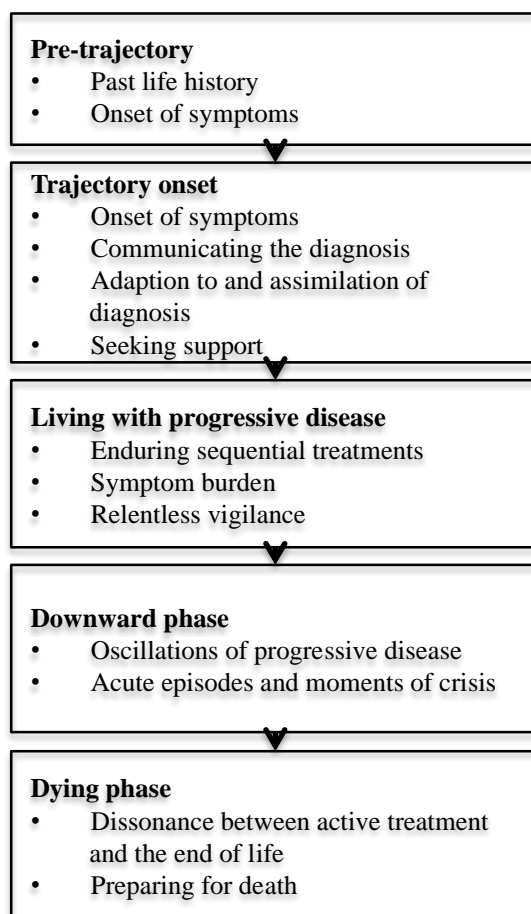 Pre-trajectory
• Past life history
• Onset of symptoms
Trajectory onset
• Onset of symptoms
• Communicating the diagnosis
• Adaption to and assimilation of
diagnosis
• Seeking support
Living with progressive disease
• Enduring sequential treatments
• Symptom burden
• Relentless vigilance
Downward phase
• Oscillations of progressive disease
• Acute episodes and moments of crisis
Dying phase
• Dissonance between active treatment
and the end of life
• Preparing for death